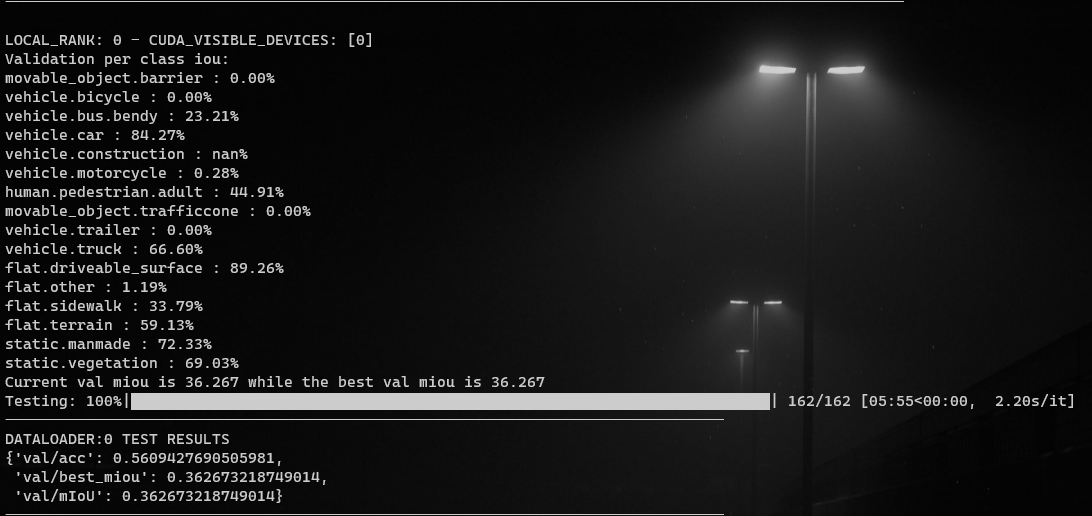 LOCAL_RANK: 0 - CUDA_VISIBLE_DEVICES: [0]
Validation per class iou:
movable_object.barrier : 0.00%
vehicle.bicycle : 0.00%
vehicle.bus.bendy : 23.21%
vehicle.car : 84.27%
vehicle.construction : nan%
vehicle.motorcycle : 0.28%
human.pedestrian.adult : 44.91%
movable_object.trafficcone : 0.00%
vehicle.trailer : 0.00%
vehicle.truck : 66.60%
flat.driveable_surface : 89.26%
flat.other : 1.19%
flat.sidewalk : 33.79%
flat.terrain : 59.13%
static.manmade : 72.33%
static.vegetation : 69.03%
Current val miou is 36.267 while the best val miou is 36.267
Testing: 100%| | 162/162 [05:55<00:00,  2.20s/it]
DATALOADER:0 TEST RESULTS
{'val/acc': 0.5609427690505981,
 'val/best_miou': 0.362673218749014,
 'val/mIoU': 0.362673218749014}